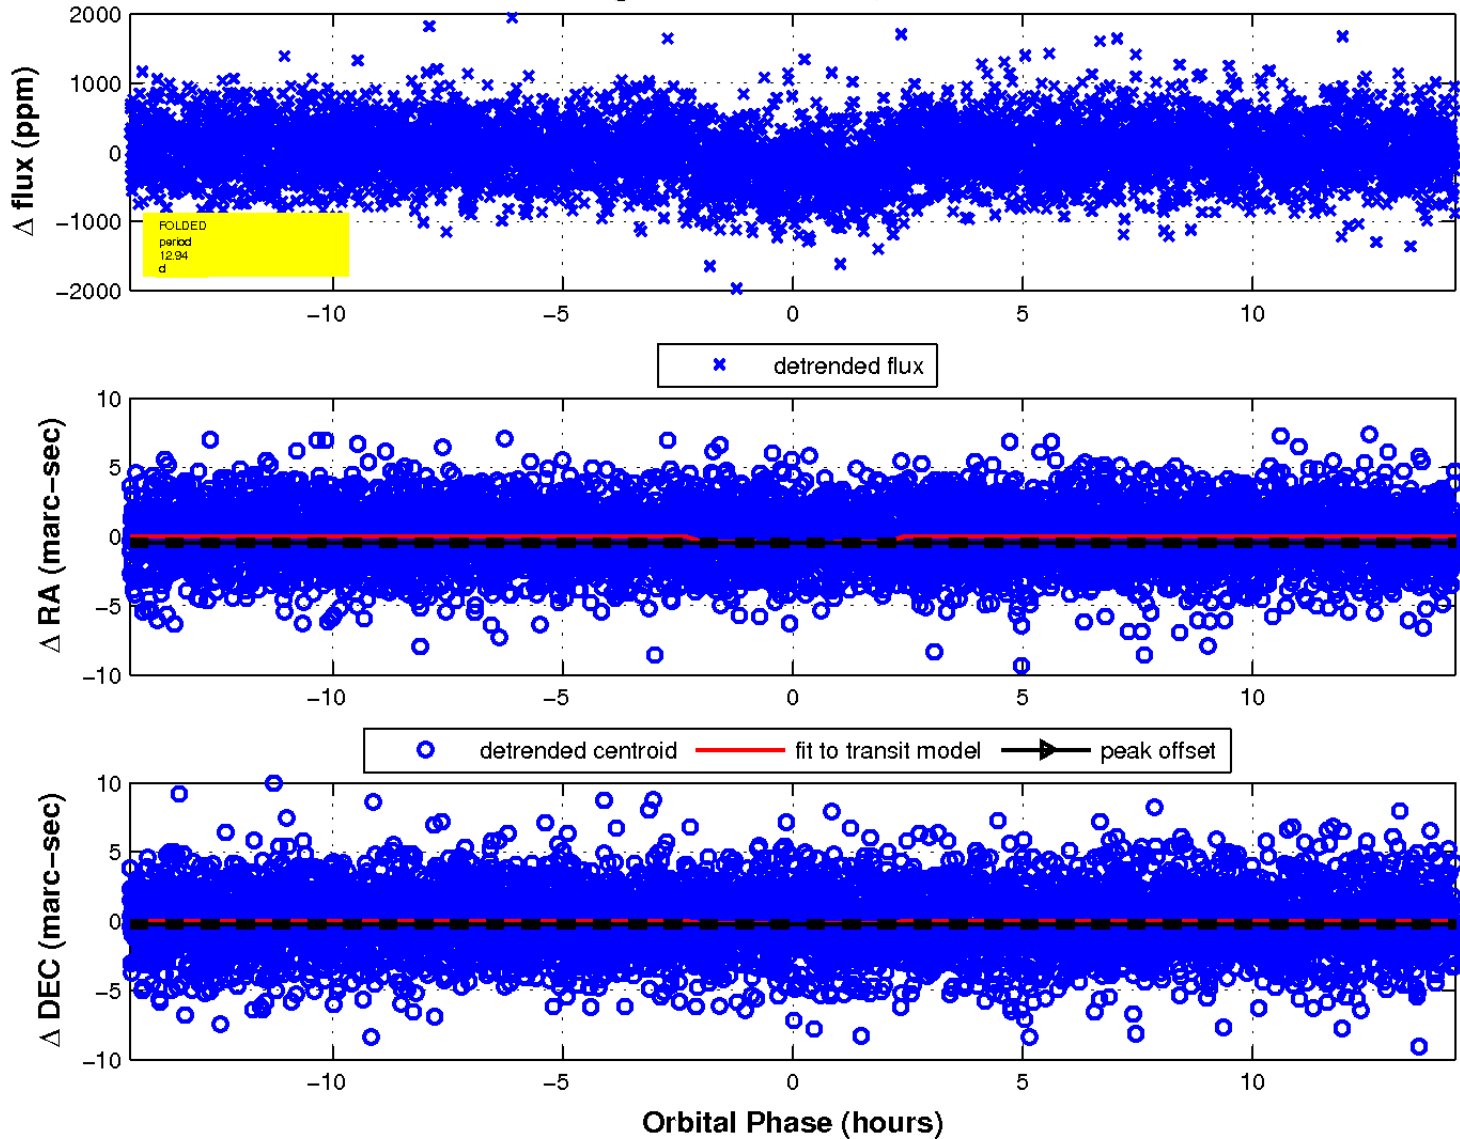 2000
1000
0
−1000
−2000
Δ flux (ppm)
FOLDED
period
12.94
d
−10
−5
0
5
10
detrended flux
10
5
0
−5
−10
Δ RA (marc−sec)
−10
−5
0
5
10
detrended centroid
fit to transit model
peak offset
10
5
0
−5
−10
Δ DEC (marc−sec)
−10
−5
0
5
10
Orbital Phase (hours)